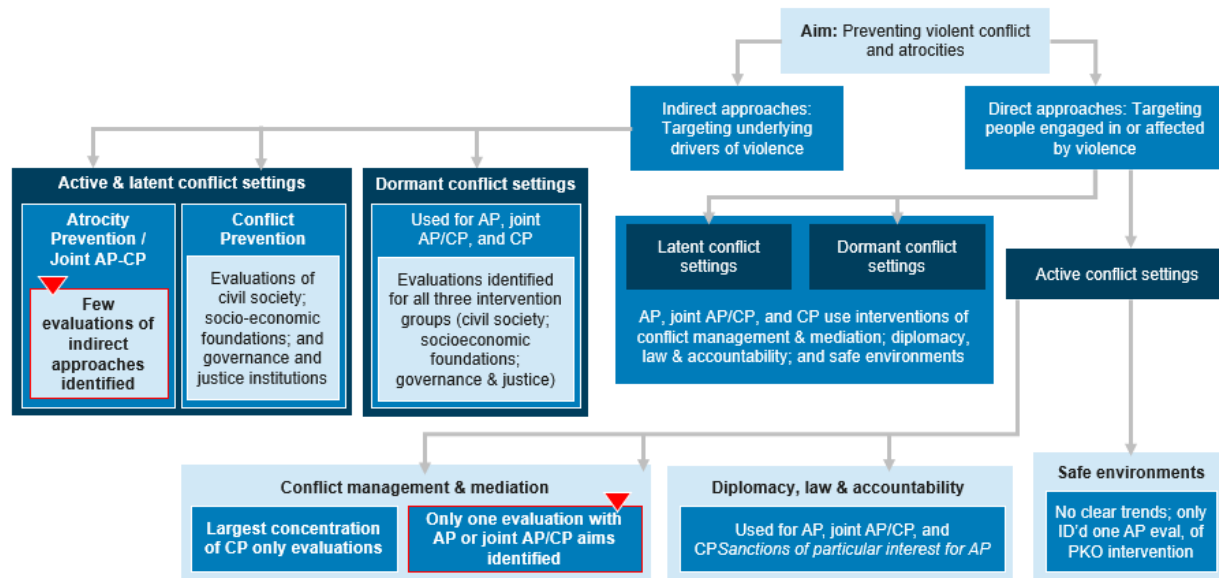 Aim: Preventing violent conflict
and atrocities
Indirect approaches:
Targeting underlying
drivers of violence
Direct approaches: Targeting
people engaged in or affected
by violence
Active & latent conflict settings
Atrocity
Prevention /
Joint AP-CP
Few
evaluations of
indirect
approaches
identified
Conflict
Prevention
Evaluations of
civil society;
socio-economic
foundations; and
governance and
justice institutions
Dormant conflict settings
Used for AP, joint
AP/CP, and CP
Evaluations identified
for all three intervention
groups (civil society;
socioeconomic
foundations;
governance & justice)
Latent conflict
settings
Dormant conflict
settings
AP, joint AP/CP, and CP use interventions of
conflict management & mediation; diplomacy,
law & accountability; and safe environments
Active conflict settings
Conflict management & mediation
Largest concentration
of CP only evaluations
Only one evaluation with
AP or joint AP/CP aims
identified
Diplomacy, law & accountability
Used for AP, joint AP/CP, and
CPSanctions of particular interest for AP
Safe environments
No clear trends; only
ID'd one AP eval, of
PKO intervention